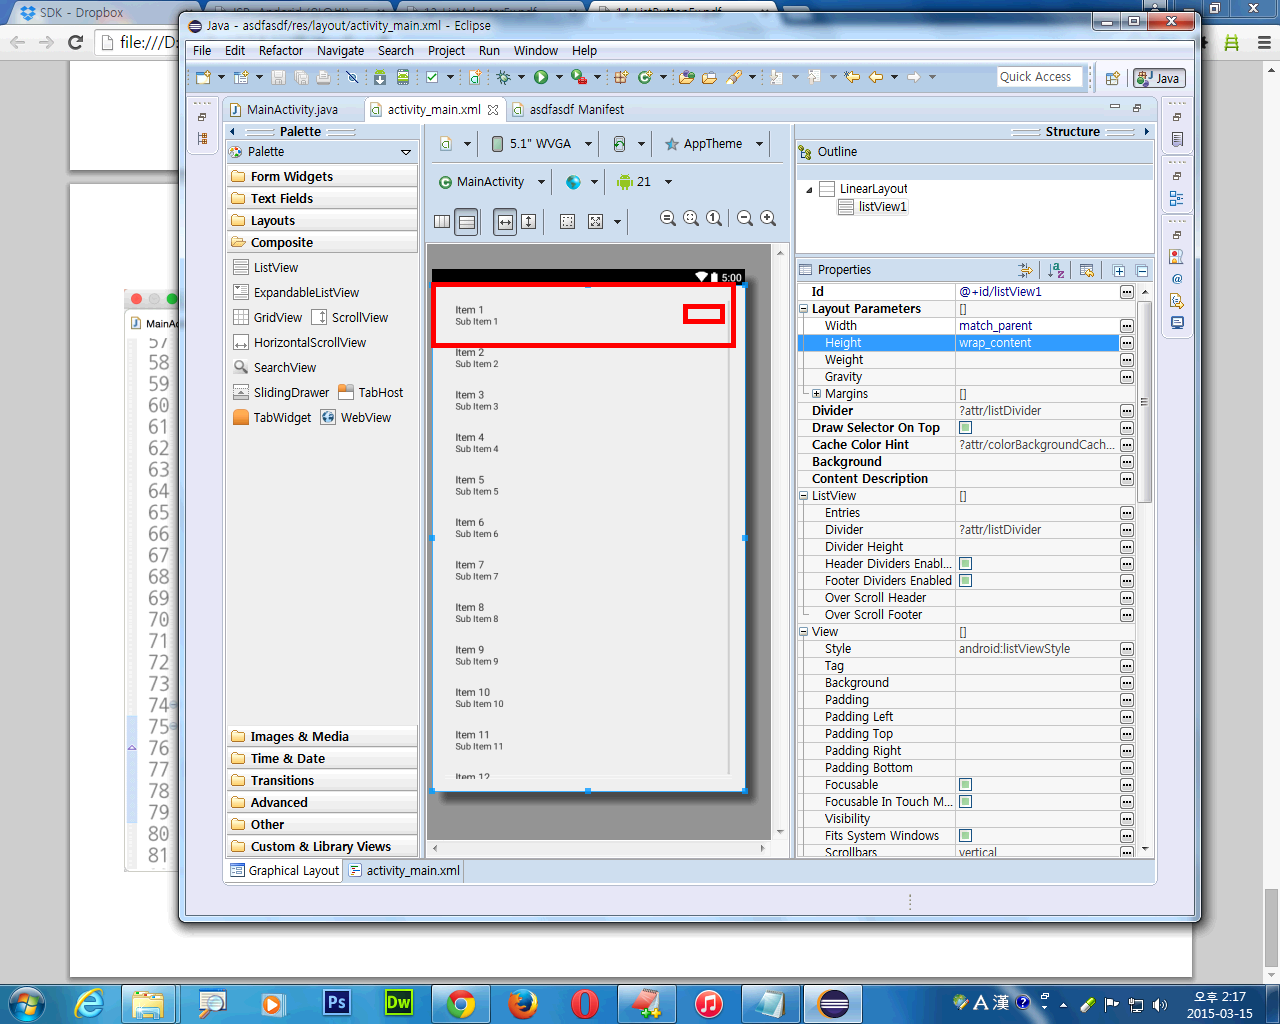 SDK - Dropbox
Java - asdfasdf/res/layout/activity_main.xml - Eclipse
file:///D:
File Edit Refactor Navigate Search Project Run Window Help
Quick Access
Java
MainActivity.java
activity_main.xml
asdfasdf Manifest
Palette
Palette
Form Widgets
Text Fields
Layouts
Composite
ListView
ExpandableListView
GridView ScrollView
HorizontalScrollView
SearchView
SlidingDrawer TabHost
TabWidget WebView
Images & Media
Time & Date
Transitions
Advanced
Other
Custom & Library Views
5.1" WVGA
AppTheme
MainActivity
21
5:00
Item 1
Sub Item 1
Item 2
Sub Item 2
Item 3
Sub Item 3
Item 4
Sub Item 4
Item 5
Sub Item 5
Item 6
Sub Item 6
Item 7
Sub Item 7
Item 8
Sub Item 8
Item 9
Sub Item 9
Item 10
Sub Item 10
Item 11
Sub Item 11
Item 12
Structure
Outline
LinearLayout
listView1
Properties
Id @+id/listView1
Layout Parameters []
Width match_parent
Height wrap_content
Weight
Gravity
Margins []
Divider ?attr/listDivider
Draw Selector On Top
Cache Color Hint ?attr/colorBackgroundCach...
Background
Content Description
ListView []
Entries
Divider ?attr/listDivider
Divider Height
Header Dividers Enabl...
Footer Dividers Enabled
Over Scroll Header
Over Scroll Footer
View []
Style android:listViewStyle
Tag
Background
Padding
Padding Left
Padding Top
Padding Right
Padding Bottom
Focusable
Focusable In Touch M...
Visibility
Fits System Windows
Scrollbars vertical
Graphical Layout
activity_main.xml
MainAc
57
58
59
60
61
62
63
64
65
66
67
68
69
70
71
72
73
74
75
76
77
78
79
80
81
Ps
Dw
A 漢
오후 2:17
2015-03-15